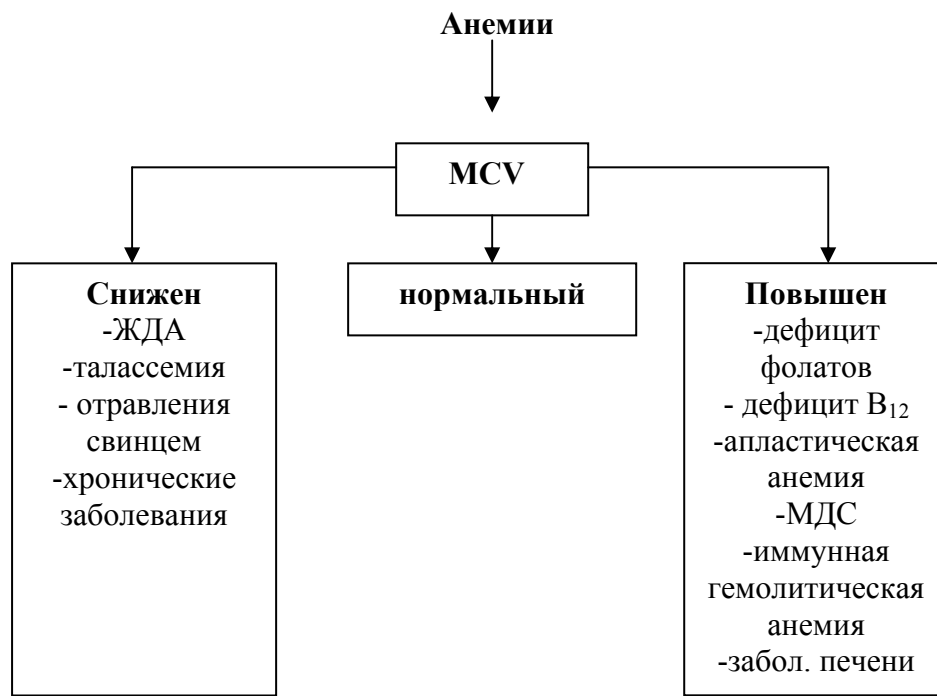 Анемии
MCV
Снижен
-ЖДА
-талассемия
- отравления
свинцем
-хронические
заболевания
нормальный
Повышен
-дефицит
фолатов
- дефицит B₁₂
-апластическая
анемия
-МДС
-иммунная
гемолитическая
анемия
-забол. печени